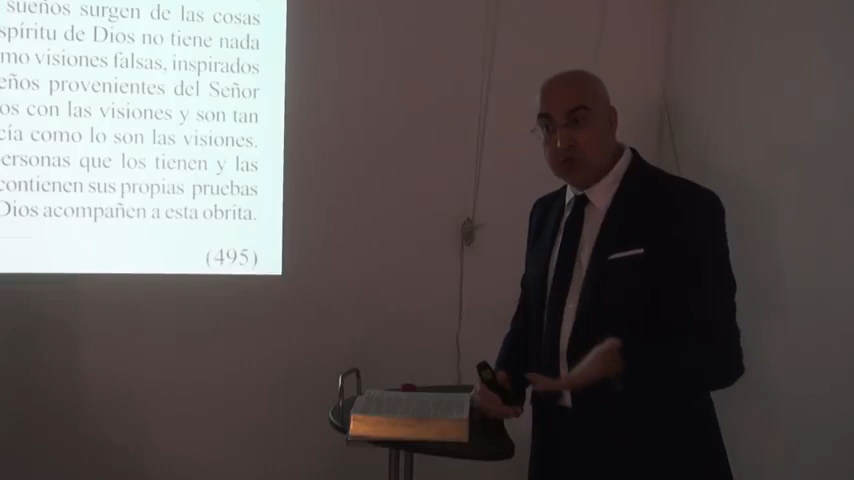 sueños surgen de las cosas
spíritu de Dios no tiene nada
mo visiones falsas, inspirados
eños provenientes del Señor
os con las visiones y son tan
cía como lo son las visiones.
ersonas que los tienen y las
contienen sus propias pruebas
Dios acompañen a esta obrita.
(495)